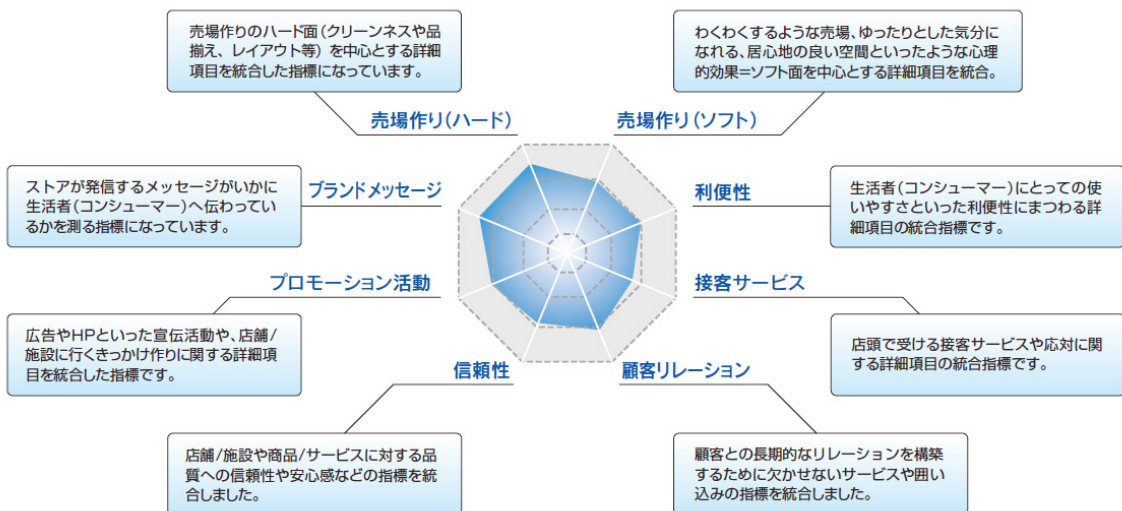 売場作りのハード面(クリーンネスや品
揃え、レイアウト等)を中心とする詳細
項目を統合した指標になっています。
わくわくするような売場、ゆったりとした気分に
なれる、居心地の良い空間といったような心理
的効果=ソフト面を中心とする詳細項目を統合。
売場作り(ハード)
売場作り(ソフト)
ストアが発信するメッセージがいかに
生活者(コンシューマー)へ伝わってい
るかを測る指標になっています。
ブランドメッセージ
利便性
生活者(コンシューマー)にとっての使
いやすさといった利便性にまつわる詳
細項目の統合指標です。
プロモーション活動
接客サービス
広告やHPといった宣伝活動や、店舗/
施設に行くきっかけ作りに関する詳細項
目を統合した指標です。
店頭で受ける接客サービスや応対に関
する詳細項目の統合指標です。
信頼性
顧客リレーション
店舗/施設や商品/サービスに対する品
質への信頼性や安心感などの指標を統
合しました。
顧客との長期的なリレーションを構築
するために欠かせないサービスや囲い
込みの指標を統合しました。